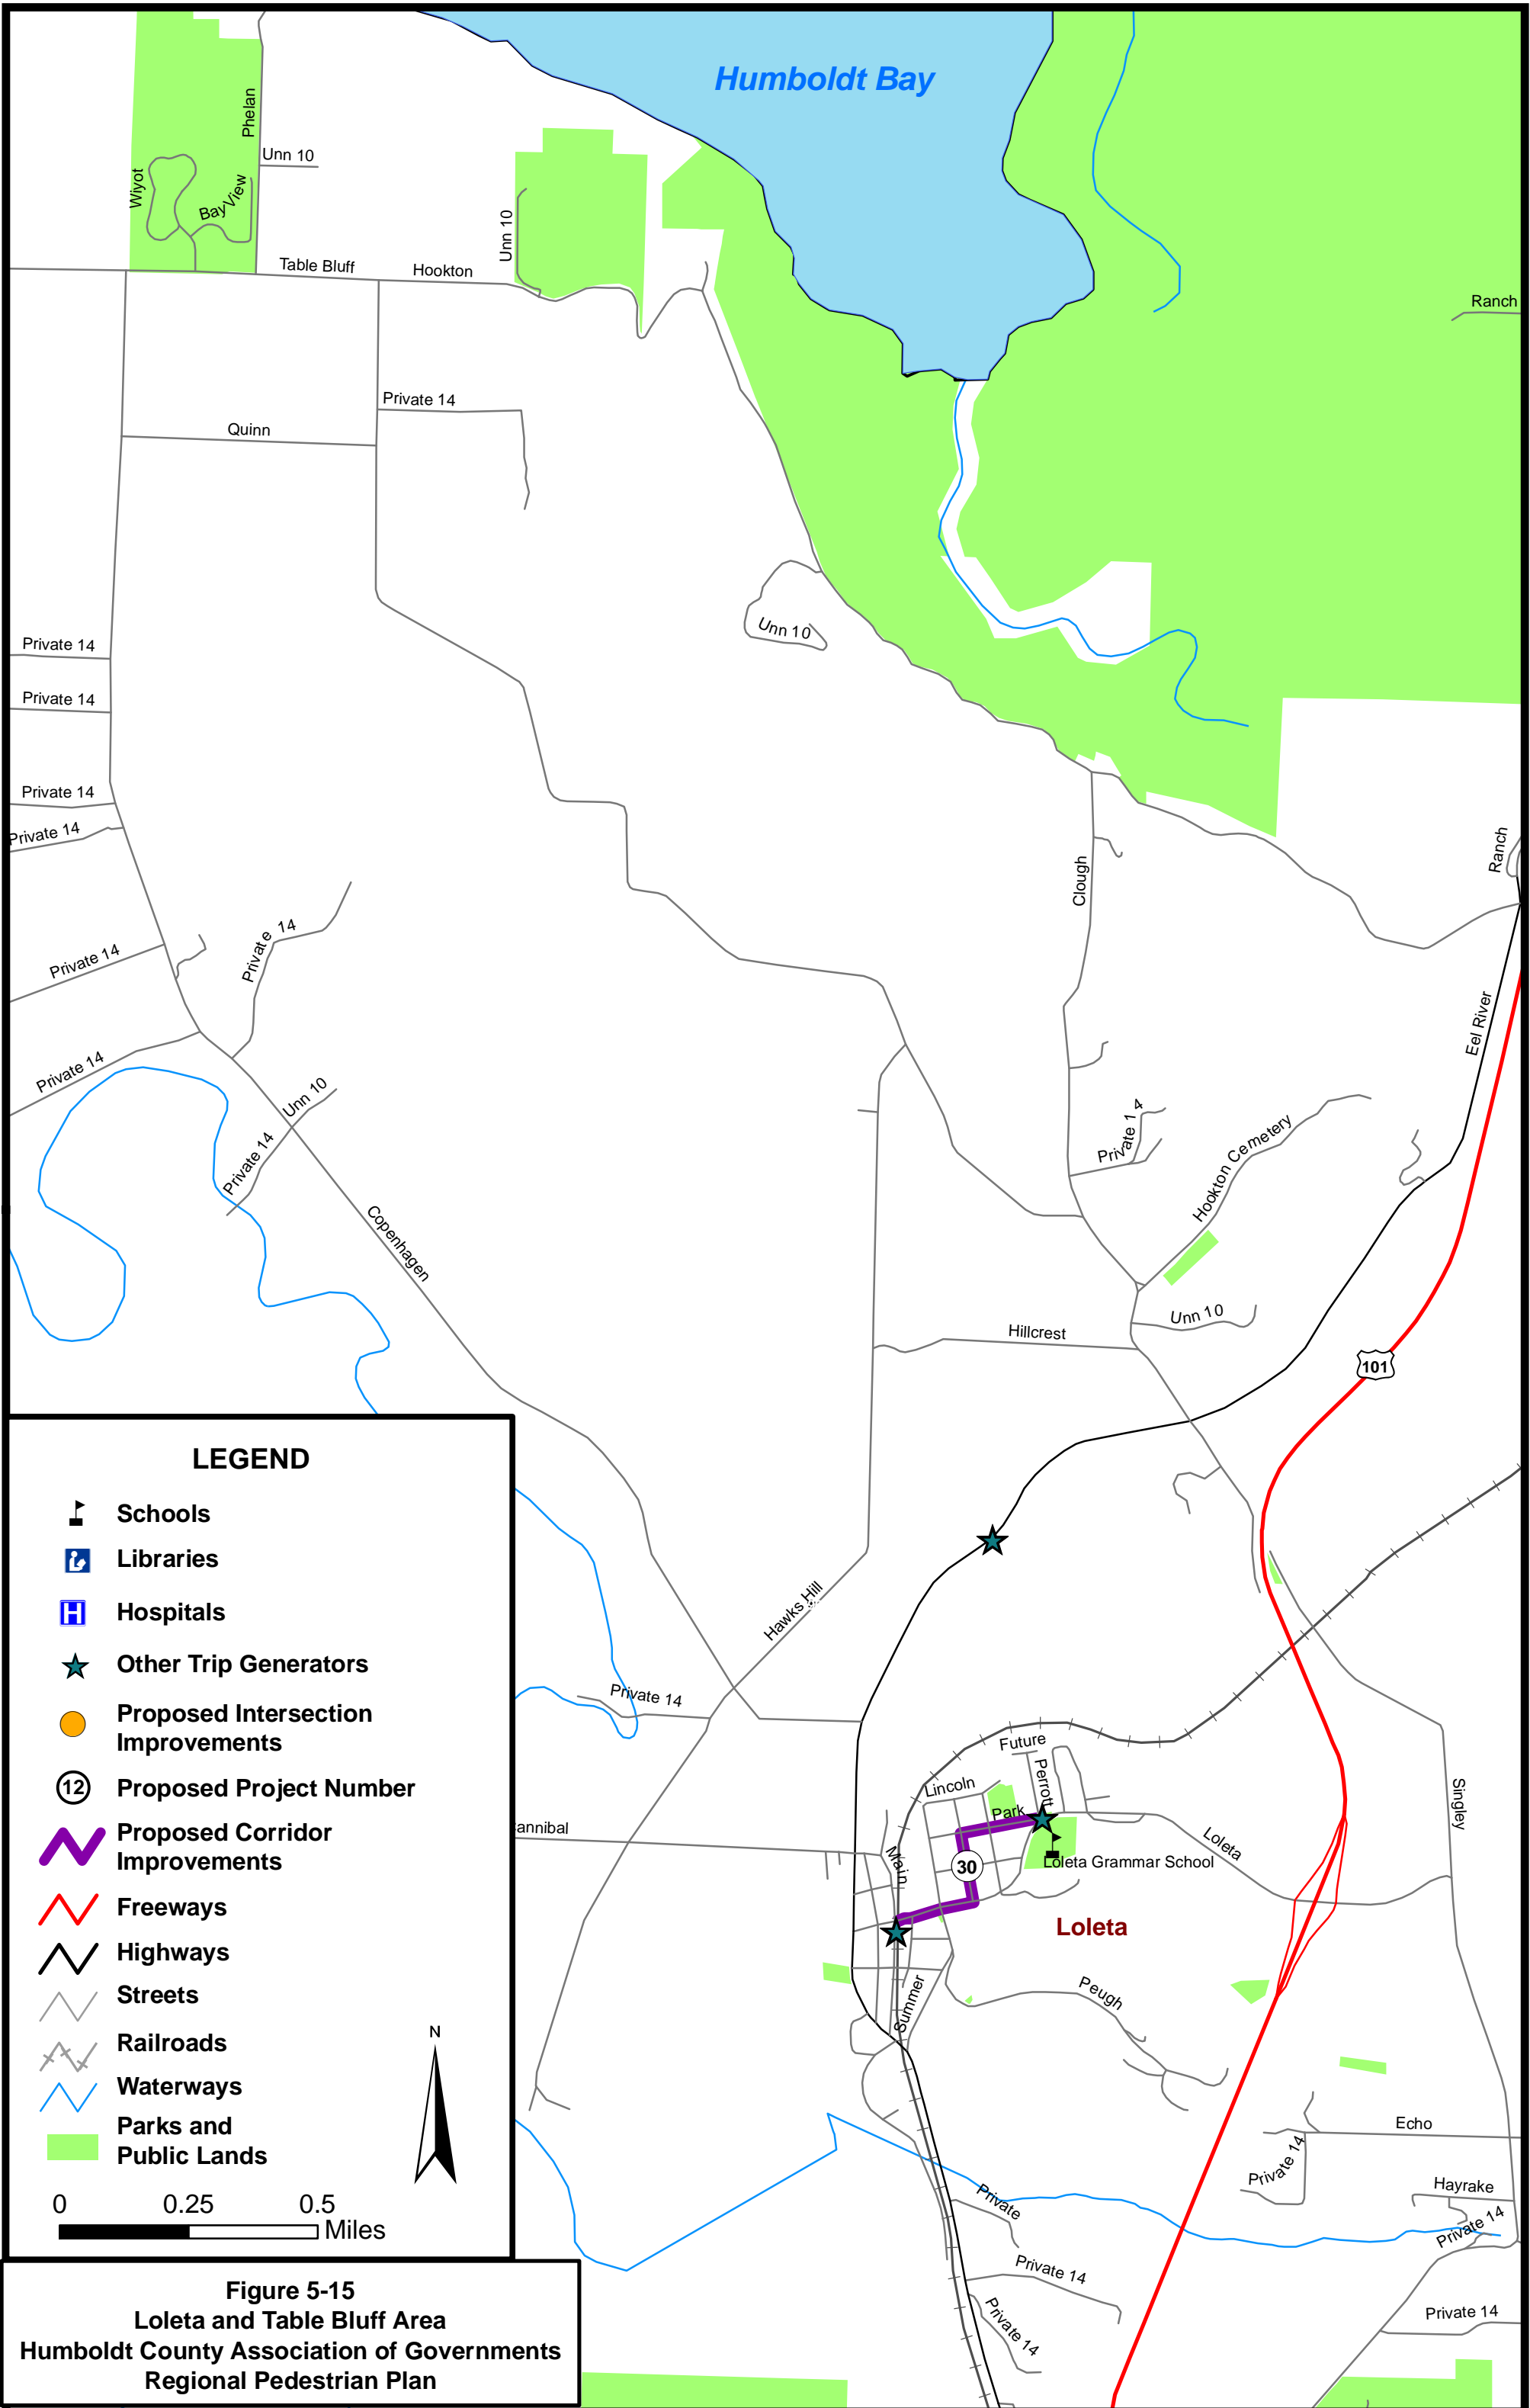 Humboldt Bay
Phelan
Unn 10
Wiyot
BayView
Unn 10
Table Bluff
Hookton
Ranch
Private 14
Quinn
Unn 10
Private 14
Private 14
Private 14
Private 14
Clough
Ranch
Private 14
Private 14
Eel River
Private 14
Unn 10
Private 14
Private 1 4
Hookton Cemetery
Copenhagen
Unn 10
Hillcrest
101
Hawks Hill
Private 14
Future
Perrott
Lincoln
Park
Singley
Cannibal
Main
Loleta
30
Loleta Grammar School
Loleta
Summer
Peugh
Echo
Private 14
Hayrake
Private 14
Private
Private 14
Private 14
Private 14
LEGEND
Schools
Libraries
H Hospitals
Other Trip Generators
Proposed Intersection
Improvements
12 Proposed Project Number
Proposed Corridor
Improvements
Freeways
Highways
Streets
Railroads
Waterways
Parks and
Public Lands
N
0 0.25 0.5
Miles
Figure 5-15
Loleta and Table Bluff Area
Humboldt County Association of Governments
Regional Pedestrian Plan